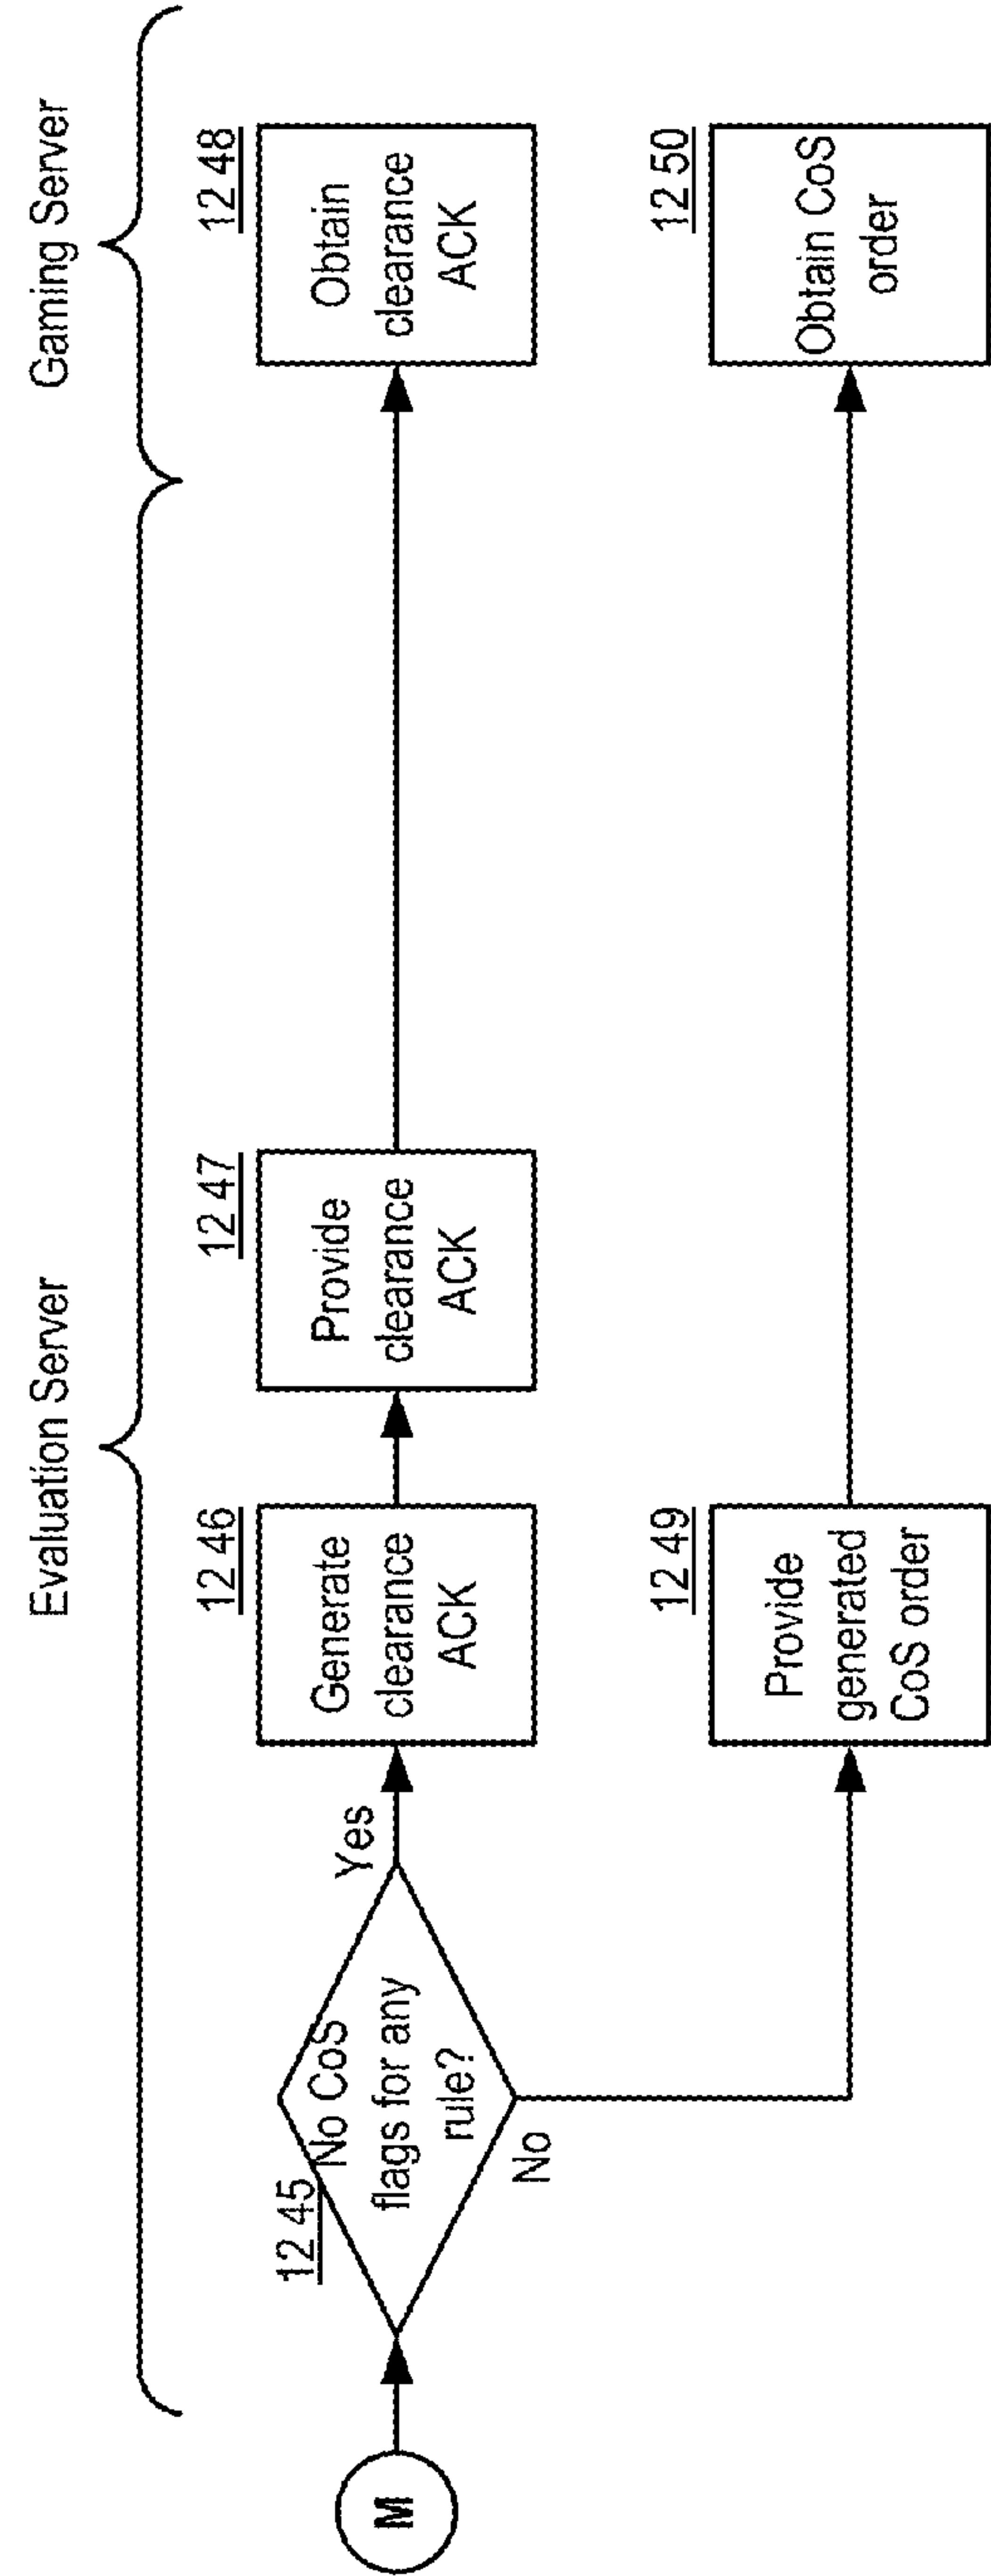 Evaluation Server
Gaming Server
M
12 45
No CoS
flags for any
rule?
Yes
No
12 46
Generate
clearance
ACK
12 47
Provide
clearance
ACK
12 48
Obtain
clearance
ACK
12 49
Provide
generated
CoS order
12 50
Obtain CoS
order